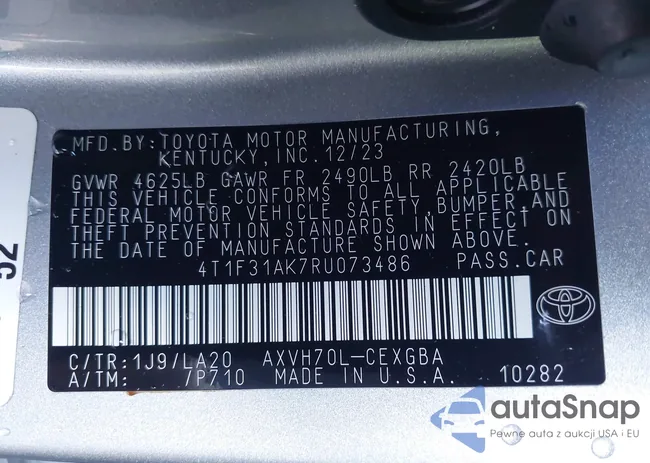 MFD.BY:TOYOTA MOTOR MANUFACTURING,
KENTUCKY,INC.12/23
GVWR 4625LB GAWR FR 2490LB RR 2420LB
THIS VEHICLE CONFORMS TO ALL APPLICABLE
FEDERAL MOTOR VEHICLE SAFETY,BUMPER,AND
THEFT PREVENTION STANDARDS IN EFFECT ON
THE DATE OF MANUFACTURE SHOWN ABOVE.
4T1F31AK7RU073486 PASS.CAR
C/TR:1J9/LA20 AXVH70L-CEXGBA
A/TM: /P710 MADE IN U.S.A. 10282
52
autaSnap
Pewne auta z aukcji USA i EU